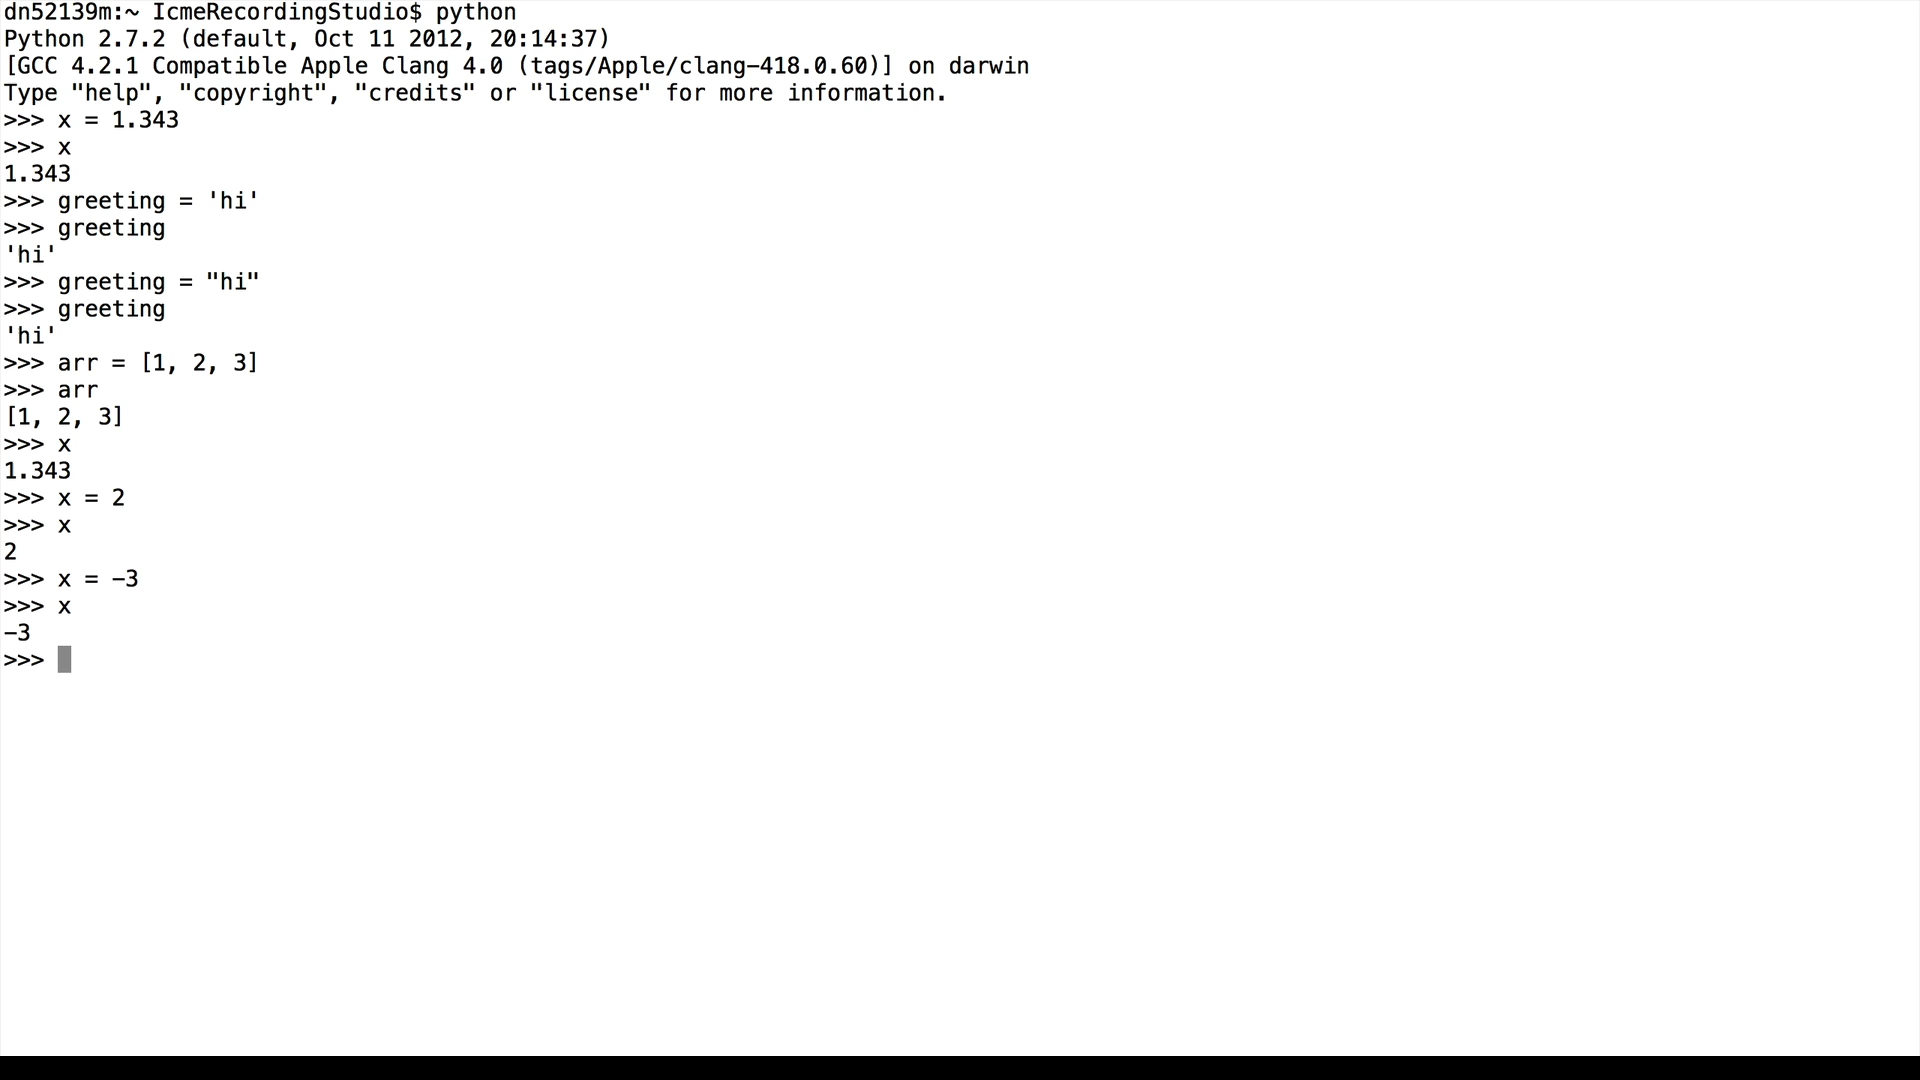 dn52139m:~ IcmeRecordingStudio$ python
Python 2.7.2 (default, Oct 11 2012, 20:14:37)
[GCC 4.2.1 Compatible Apple Clang 4.0 (tags/Apple/clang-418.0.60)] on darwin
Type "help", "copyright", "credits" or "license" for more information.
>>> x = 1.343
>>> x
1.343
>>> greeting = 'hi'
>>> greeting
'hi'
>>> greeting = "hi"
>>> greeting
'hi'
>>> arr = [1, 2, 3]
>>> arr
[1, 2, 3]
>>> x
1.343
>>> x = 2
>>> x
2
>>> x = -3
>>> x
-3
>>>